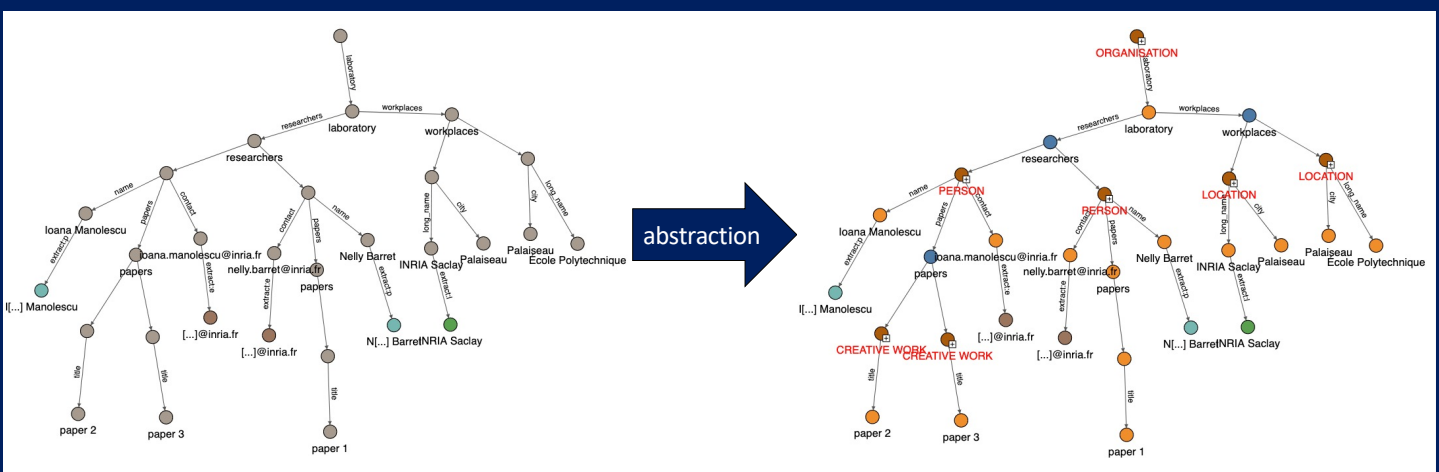 laboratory
laboratory
researchers
workplaces
researchers
workplaces
name
papers
contact
contact
papers
name
long_name
city
city
long_name
Ioana Manolescu
papers
ioana.manolescu@inria.fr
nelly.barret@inria.fr
papers
Nelly Barret
INRIA Saclay
Palaiseau
Palaiseau
École Polytechnique
extract:p
extract:e
extract:e
extract:p
extract:l
I[...] Manolescu
[...]@inria.fr
[...]@inria.fr
N[...] Barret
INRIA Saclay
title
title
title
paper 2
paper 3
paper 1
abstraction
ORGANISATION
laboratory
laboratory
researchers
workplaces
researchers
workplaces
PERSON
PERSON
LOCATION
LOCATION
name
papers
contact
contact
papers
name
long_name
city
city
long_name
Ioana Manolescu
papers
ioana.manolescu@inria.fr
nelly.barret@inria.fr
papers
Nelly Barret
INRIA Saclay
Palaiseau
Palaiseau
École Polytechnique
extract:p
extract:e
extract:e
extract:p
extract:l
I[...] Manolescu
[...]@inria.fr
[...]@inria.fr
N[...] Barret
INRIA Saclay
CREATIVE WORK
CREATIVE WORK
title
title
title
paper 2
paper 3
paper 1